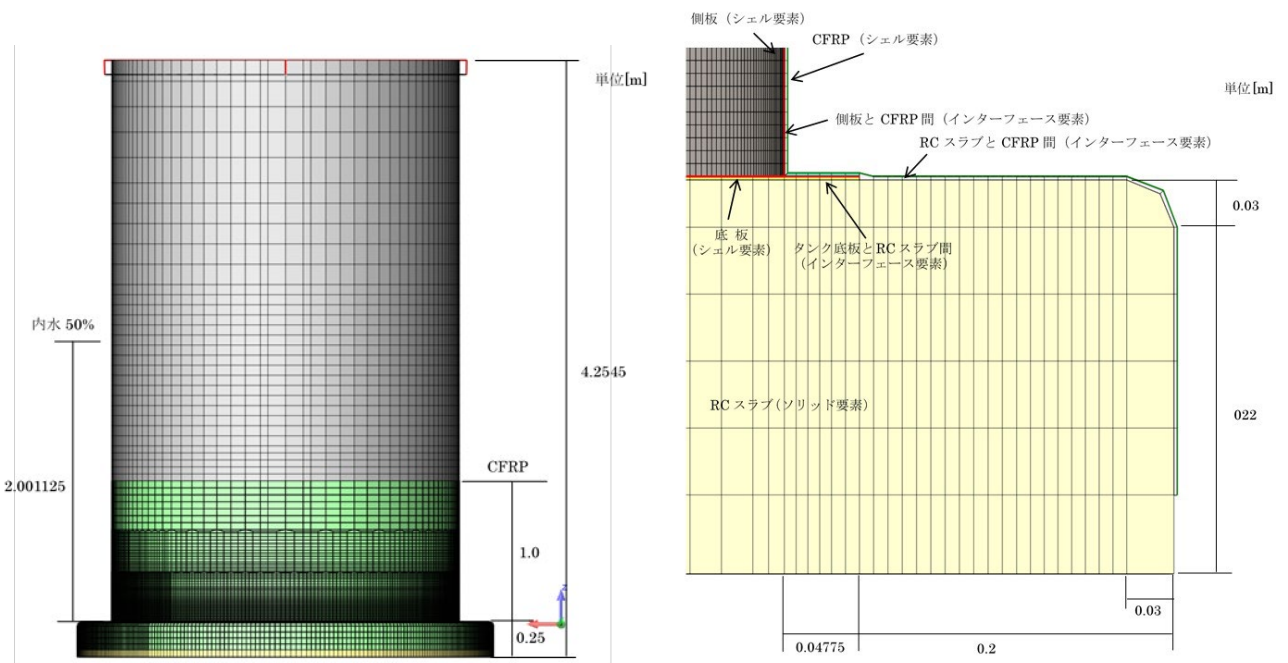 単位[m]
内水 50%
4.2545
2.001125
CFRP
1.0
0.25
z
側板（シェル要素）
CFRP（シェル要素）
単位[m]
側板と CFRP 間（インターフェース要素）
RC スラブと CFRP 間（インターフェース要素）
0.03
底 板
（シェル要素）
タンク底板と RC スラブ間
（インターフェース要素）
RC スラブ（ソリッド要素）
022
0.03
0.04775
0.2